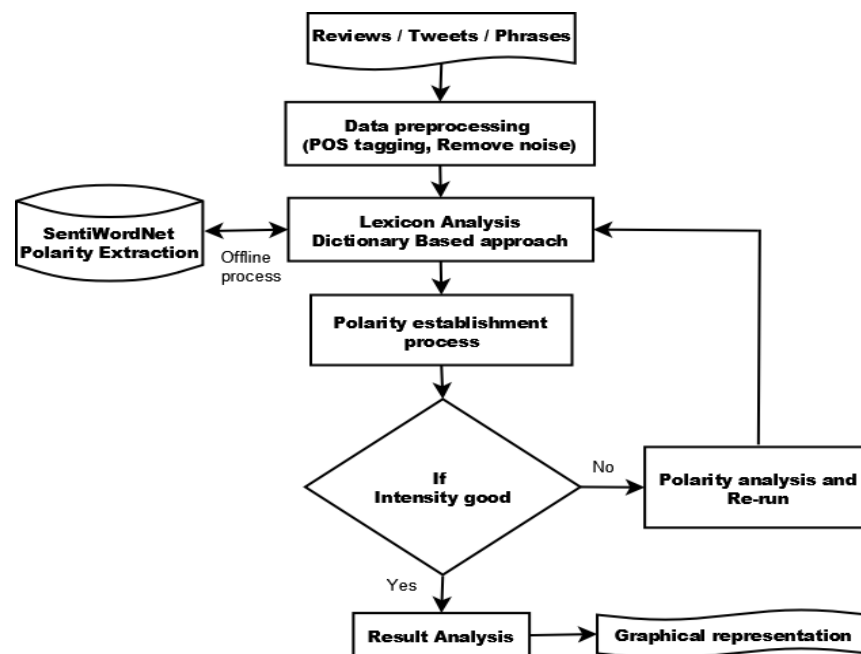 Reviews / Tweets / Phrases
Data preprocessing
(POS tagging, Remove noise)
Lexicon Analysis
Dictionary Based approach
SentiWordNet
Polarity Extraction
Offline
process
Polarity establishment
process
If
Intensity good
No
Polarity analysis and
Re-run
Yes
Result Analysis
Graphical representation